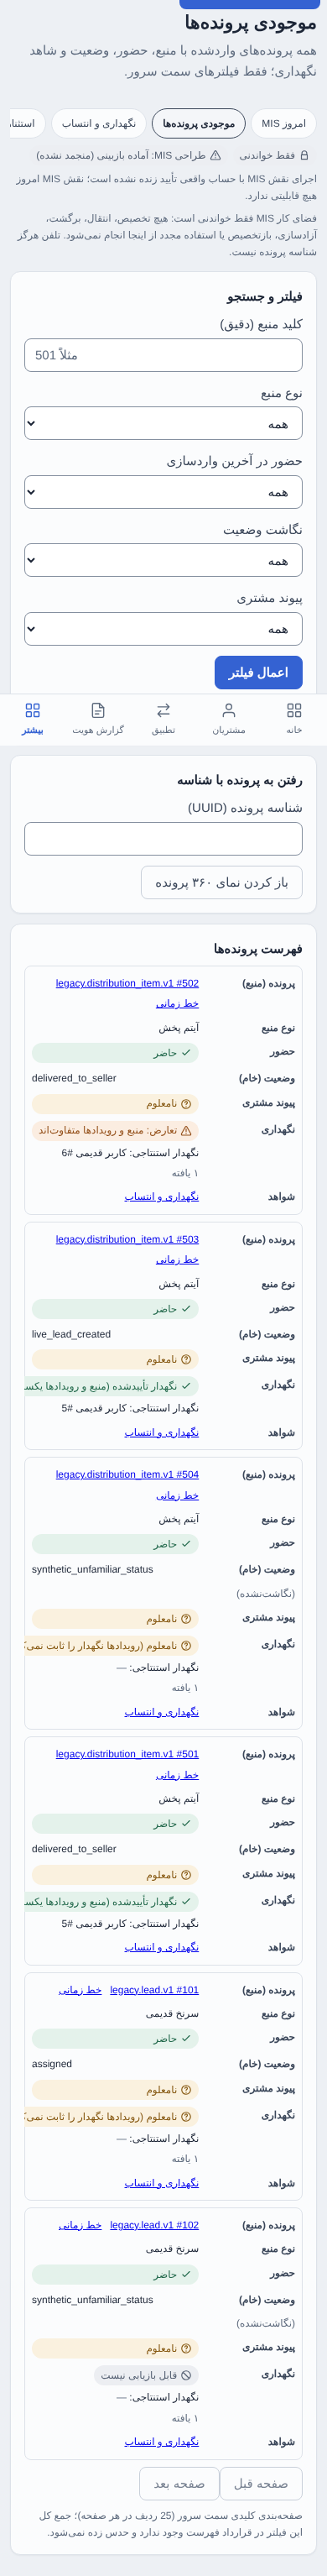 موجودی پرونده‌ها
همه پرونده‌های واردشده با منبع، حضور، وضعیت و شاهد
نگهداری؛ فقط فیلترهای سمت سرور.
امروز MIS
موجودی پرونده‌ها
نگهداری و انتساب
استثنا
فقط خواندنی
طراحی MIS: آماده بازبینی (منجمد نشده)
اجرای نقش MIS با حساب واقعی تأیید زنده نشده است؛ نقش MIS امروز
هیچ قابلیتی ندارد.
فضای کار MIS فقط خواندنی است: هیچ تخصیص، انتقال، برگشت،
آزادسازی، بازتخصیص یا استفاده مجدد از اینجا انجام نمی‌شود. تلفن هرگز
شناسه پرونده نیست.
فیلتر و جستجو
کلید منبع (دقیق)
مثلاً 501
نوع منبع
همه
حضور در آخرین واردسازی
همه
نگاشت وضعیت
همه
پیوند مشتری
همه
اعمال فیلتر
خانه
مشتریان
تطبیق
گزارش هویت
بیشتر
رفتن به پرونده با شناسه
شناسه پرونده (UUID)
باز کردن نمای ۳۶۰ پرونده
فهرست پرونده‌ها
پرونده (منبع) legacy.distribution_item.v1 #502
خط زمانی
نوع منبع آیتم پخش
حضور حاضر
وضعیت (خام) delivered_to_seller
پیوند مشتری نامعلوم
نگهداری تعارض: منبع و رویدادها متفاوت‌اند
نگهدار استنتاجی: کاربر قدیمی #6
۱ یافته
شواهد نگهداری و انتساب
پرونده (منبع) legacy.distribution_item.v1 #503
خط زمانی
نوع منبع آیتم پخش
حضور حاضر
وضعیت (خام) live_lead_created
پیوند مشتری نامعلوم
نگهداری نگهدار تأییدشده (منبع و رویدادها یکس
نگهدار استنتاجی: کاربر قدیمی #5
شواهد نگهداری و انتساب
پرونده (منبع) legacy.distribution_item.v1 #504
خط زمانی
نوع منبع آیتم پخش
حضور حاضر
وضعیت (خام) synthetic_unfamiliar_status
(نگاشت‌نشده)
پیوند مشتری نامعلوم
نگهداری نامعلوم (رویدادها نگهدار را ثابت نمی‌ک
نگهدار استنتاجی: —
۱ یافته
شواهد نگهداری و انتساب
پرونده (منبع) legacy.distribution_item.v1 #501
خط زمانی
نوع منبع آیتم پخش
حضور حاضر
وضعیت (خام) delivered_to_seller
پیوند مشتری نامعلوم
نگهداری نگهدار تأییدشده (منبع و رویدادها یکس
نگهدار استنتاجی: کاربر قدیمی #5
شواهد نگهداری و انتساب
پرونده (منبع) legacy.lead.v1 #101 خط زمانی
نوع منبع سرنخ قدیمی
حضور حاضر
وضعیت (خام) assigned
پیوند مشتری نامعلوم
نگهداری نامعلوم (رویدادها نگهدار را ثابت نمی‌ک
نگهدار استنتاجی: —
۱ یافته
شواهد نگهداری و انتساب
پرونده (منبع) legacy.lead.v1 #102 خط زمانی
نوع منبع سرنخ قدیمی
حضور حاضر
وضعیت (خام) synthetic_unfamiliar_status
(نگاشت‌نشده)
پیوند مشتری نامعلوم
نگهداری قابل بازیابی نیست
نگهدار استنتاجی: —
۱ یافته
شواهد نگهداری و انتساب
صفحه قبل
صفحه بعد
صفحه‌بندی کلیدی سمت سرور (25 ردیف در هر صفحه)؛ جمع کل
این فیلتر در قرارداد فهرست وجود ندارد و حدس زده نمی‌شود.